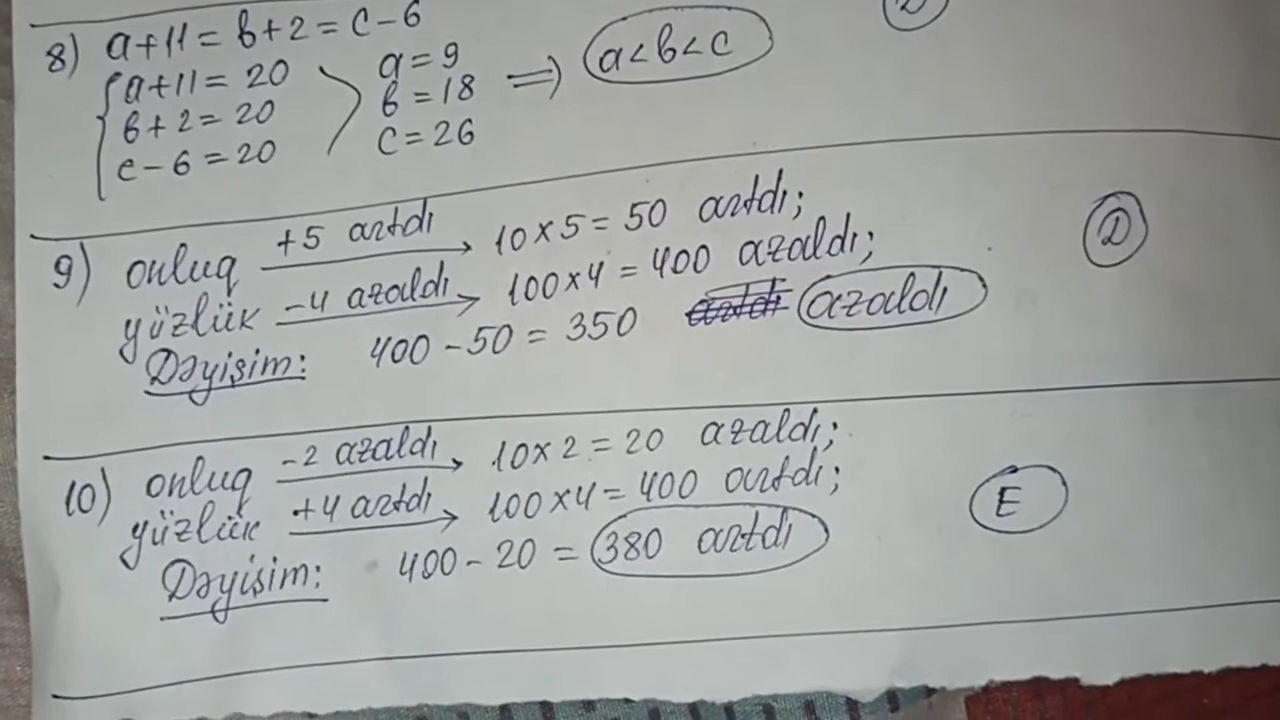 8) a+11 = b+2 = c-6
a+11 = 20 a = 9 ⇒ a < b < c
b+2 = 20 b = 18
c-6 = 20 c = 26
9) onluq +5 artdı → 10×5 = 50 artdı; D
yüzlük -4 azaldı → 100×4 = 400 azaldı;
Dəyişim: 400 - 50 = 350 artdı azaldı
10) onluq -2 azaldı → 10×2 = 20 azaldı; E
yüzlük +4 artdı → 100×4 = 400 artdı;
Dəyişim: 400 - 20 = 380 artdı